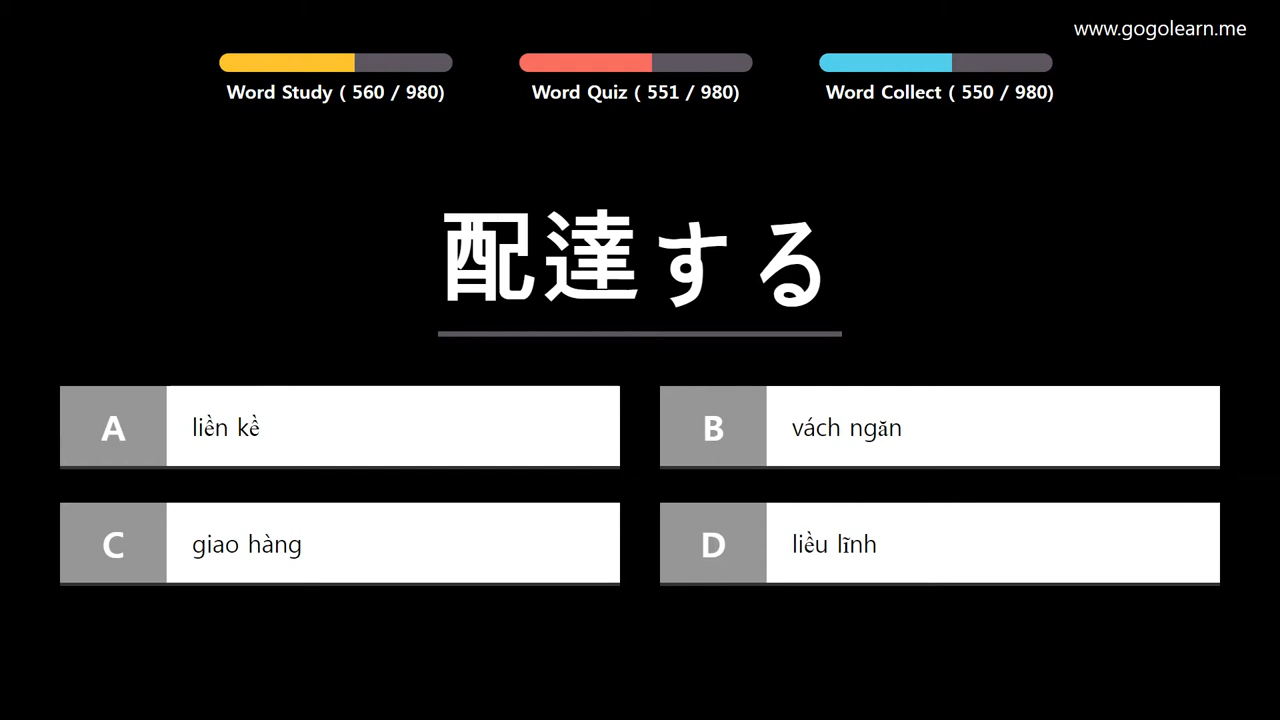 www.gogolearn.me
Word Study ( 560 / 980)
Word Quiz ( 551 / 980)
Word Collect ( 550 / 980)
配達する
A liền kề
B vách ngăn
C giao hàng
D liều lĩnh